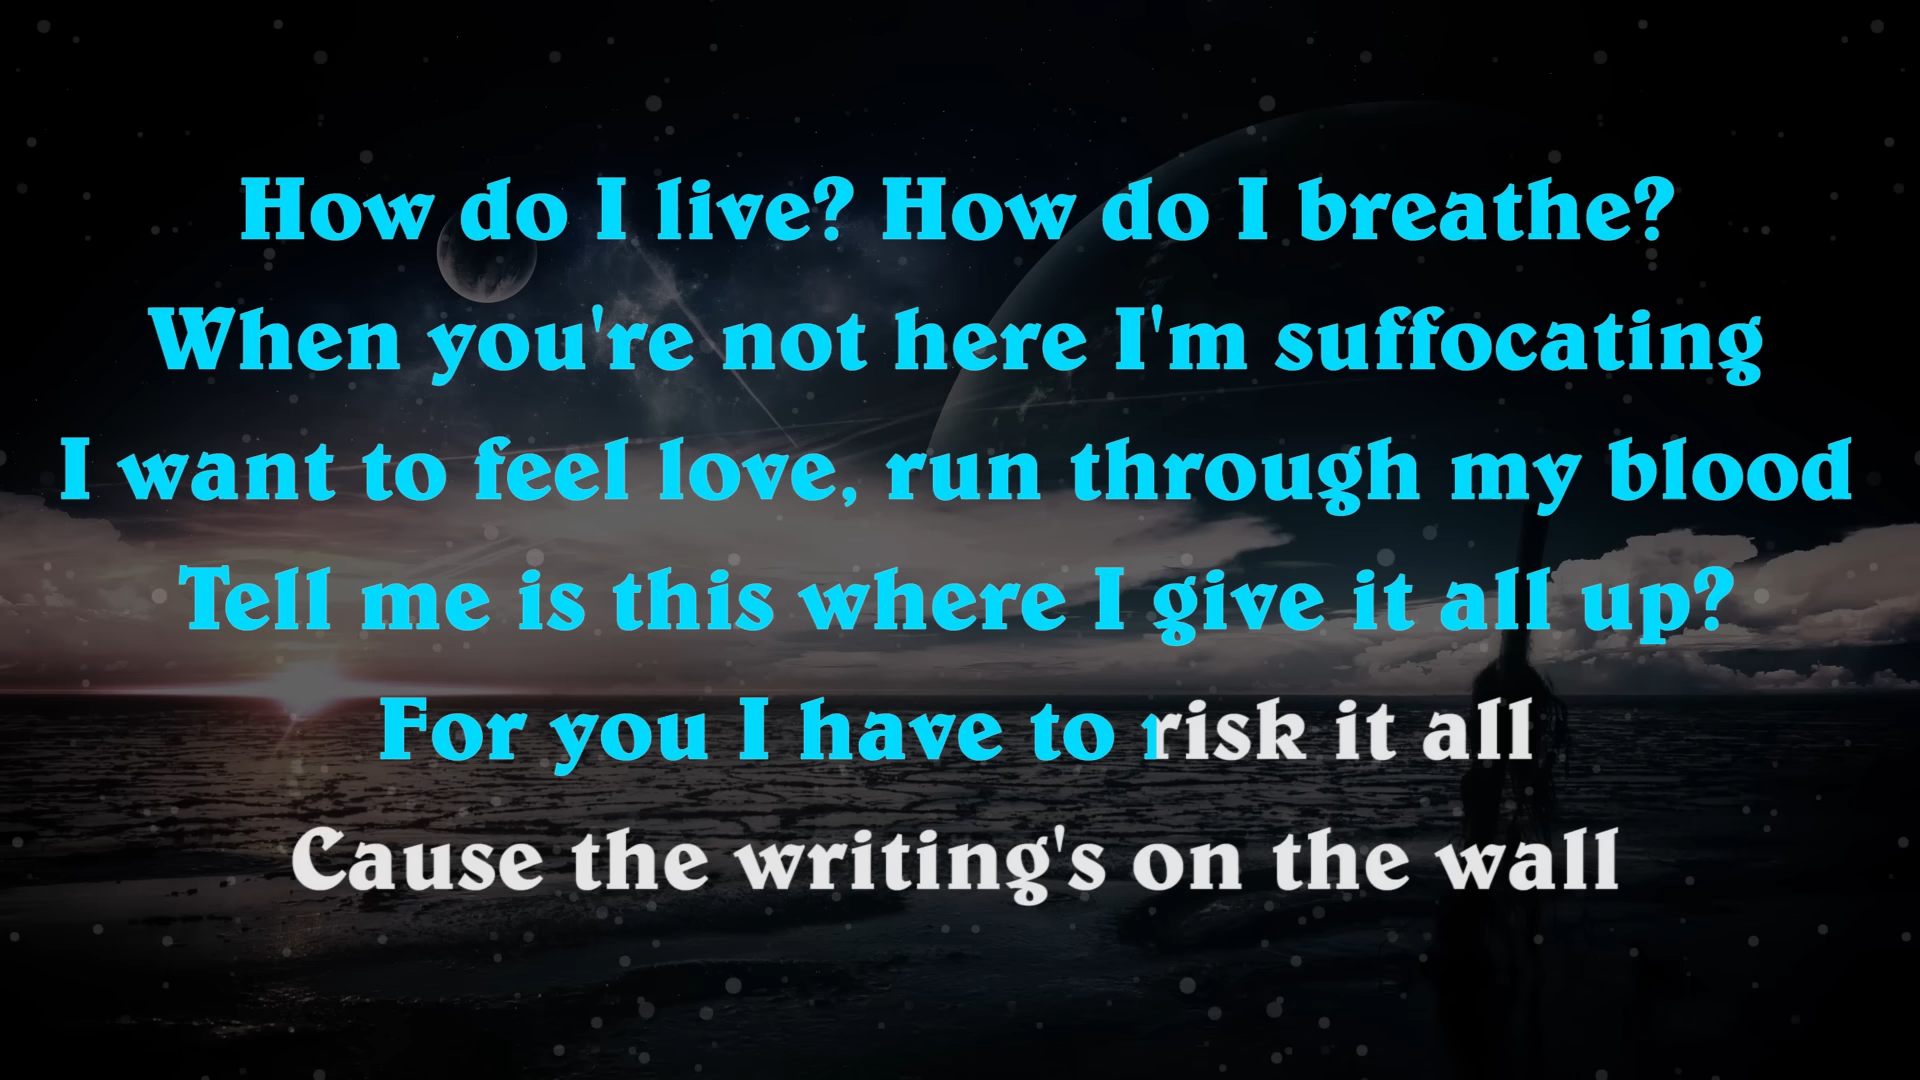 How do I live? How do I breathe?
When you're not here I'm suffocating
I want to feel love, run through my blood
Tell me is this where I give it all up?
For you I have to risk it all
Cause the writing's on the wall